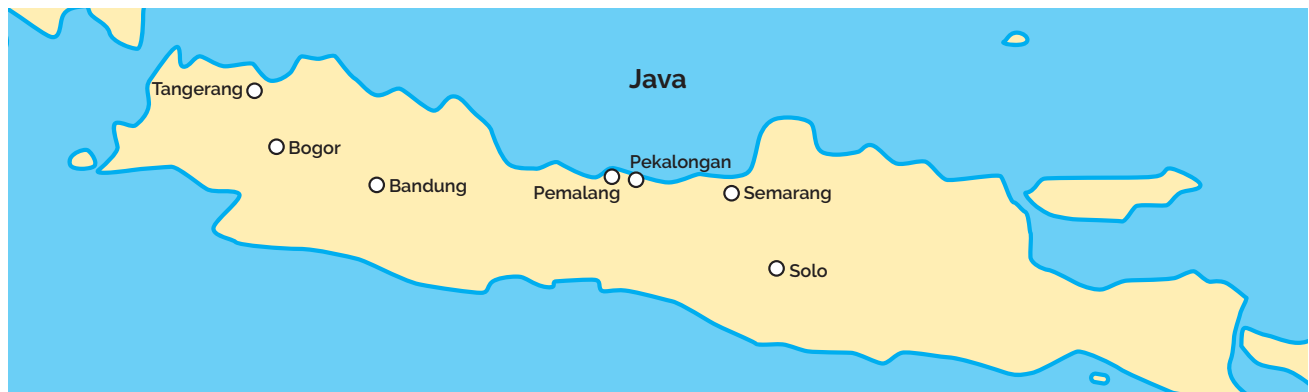 Java
Tangerang
Bogor
Bandung
Pekalongan
Pemalang
Semarang
Solo